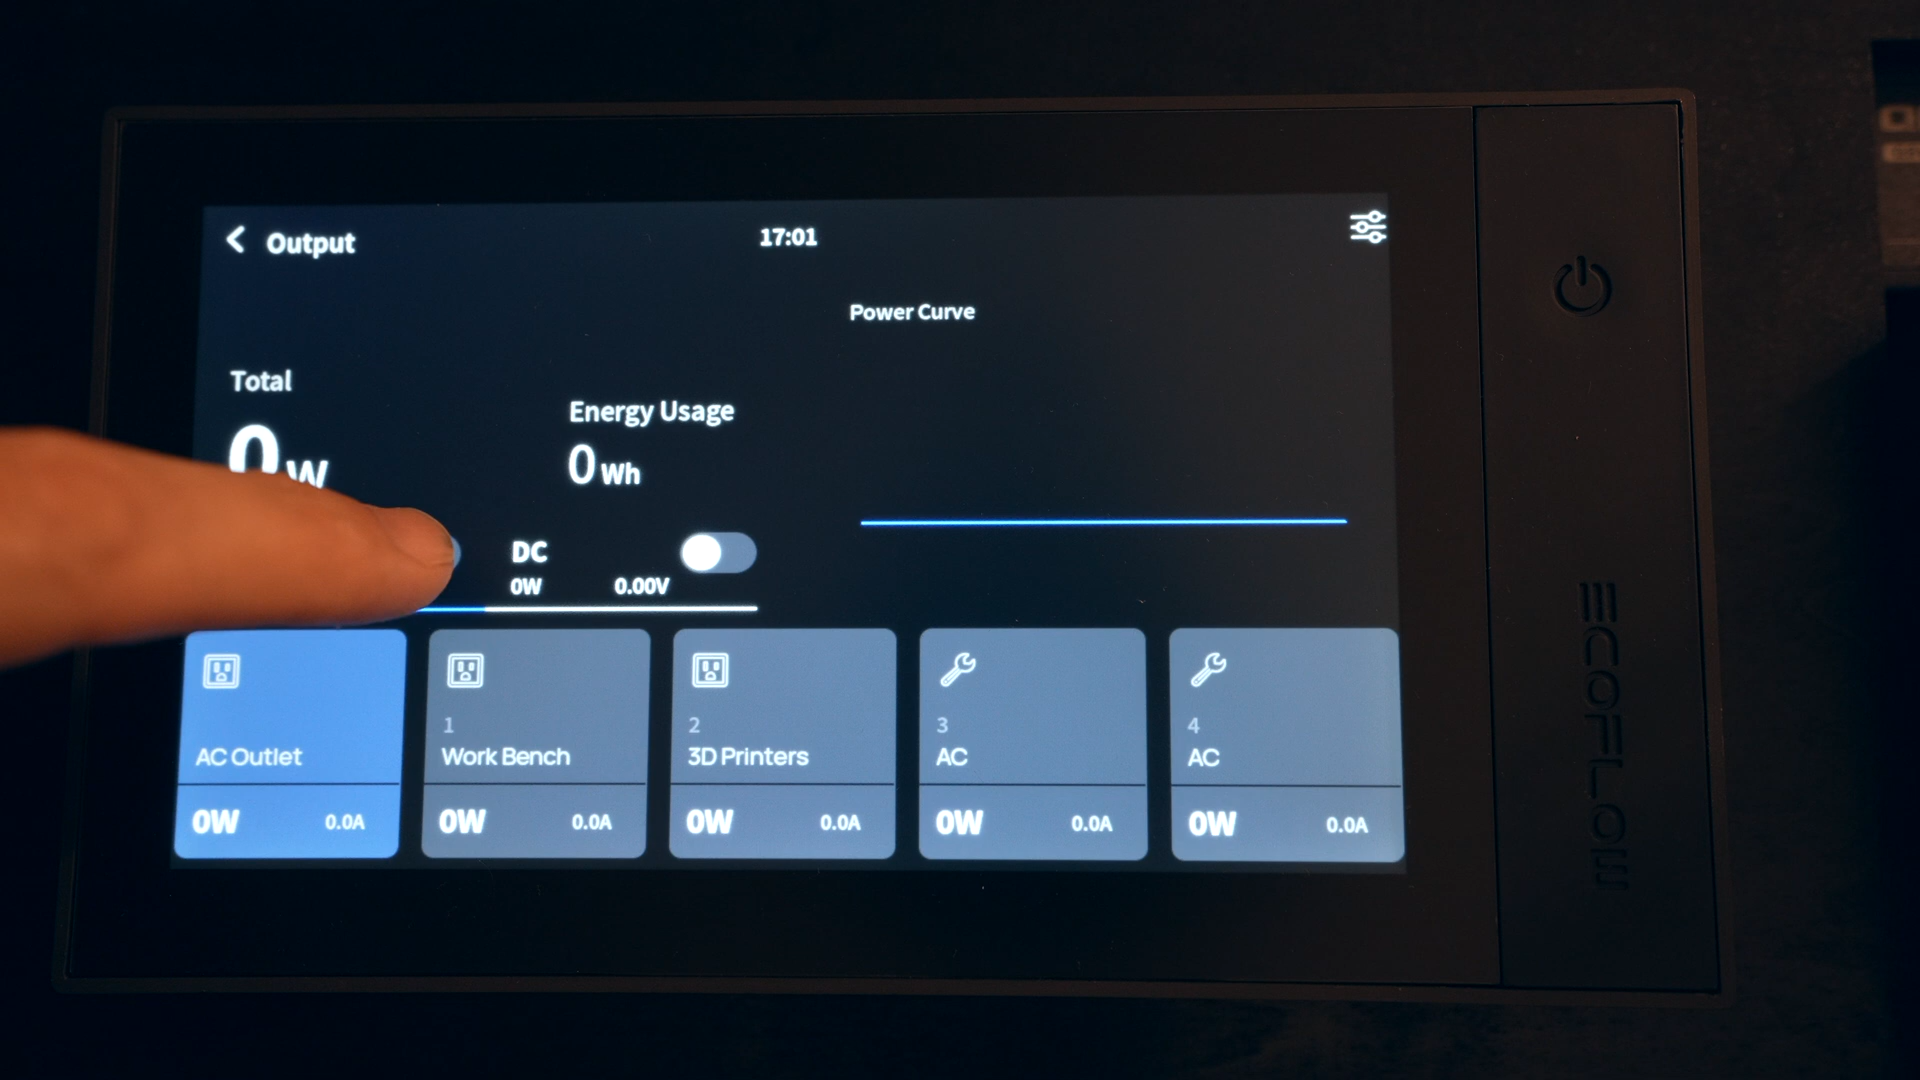 Output
17:01
Power Curve
Total
0W
Energy Usage
0Wh
DC
0W 0.00V
AC Outlet
0W 0.0A
1
Work Bench
0W 0.0A
2
3D Printers
0W 0.0A
3
AC
0W 0.0A
4
AC
0W 0.0A
ECOFLOW